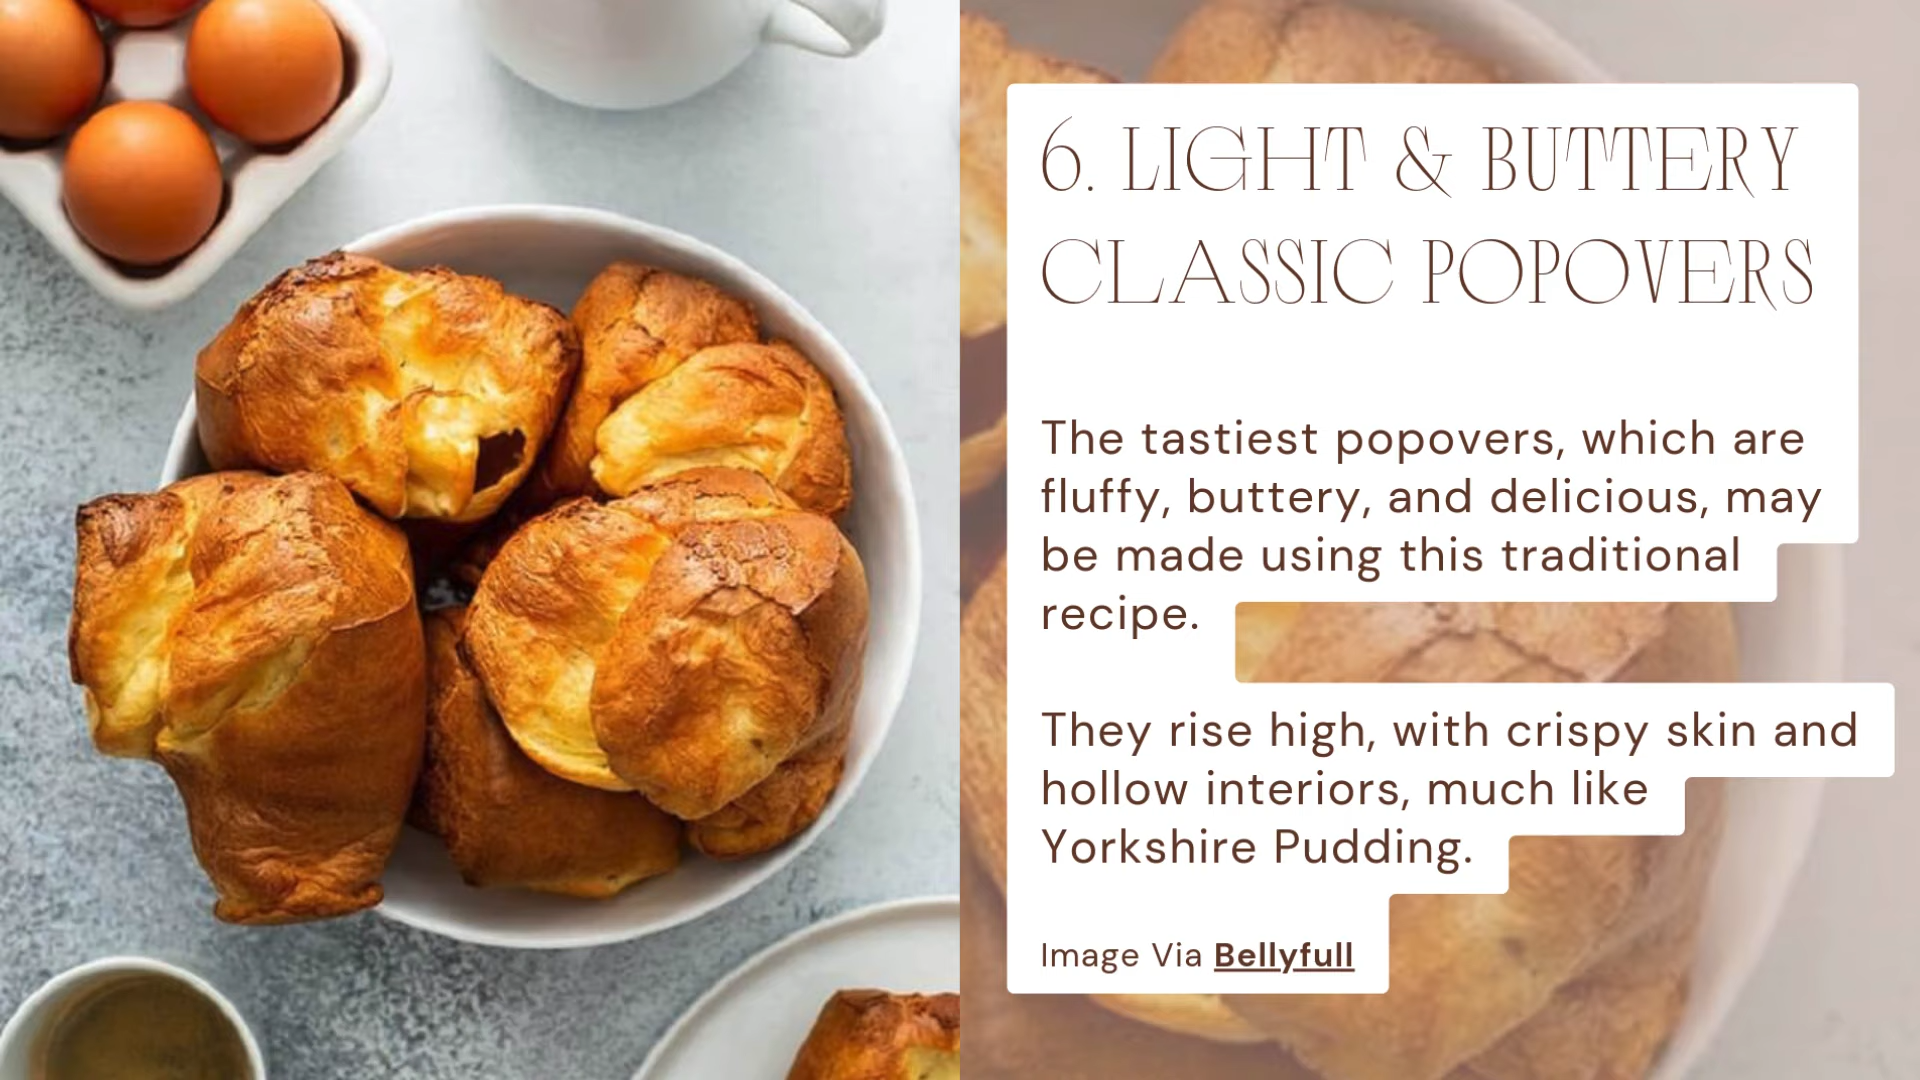 6. LIGHT & BUTTERY
CLASSIC POPOVERS
The tastiest popovers, which are
fluffy, buttery, and delicious, may
be made using this traditional
recipe.
They rise high, with crispy skin and
hollow interiors, much like
Yorkshire Pudding.
Image Via Bellyfull